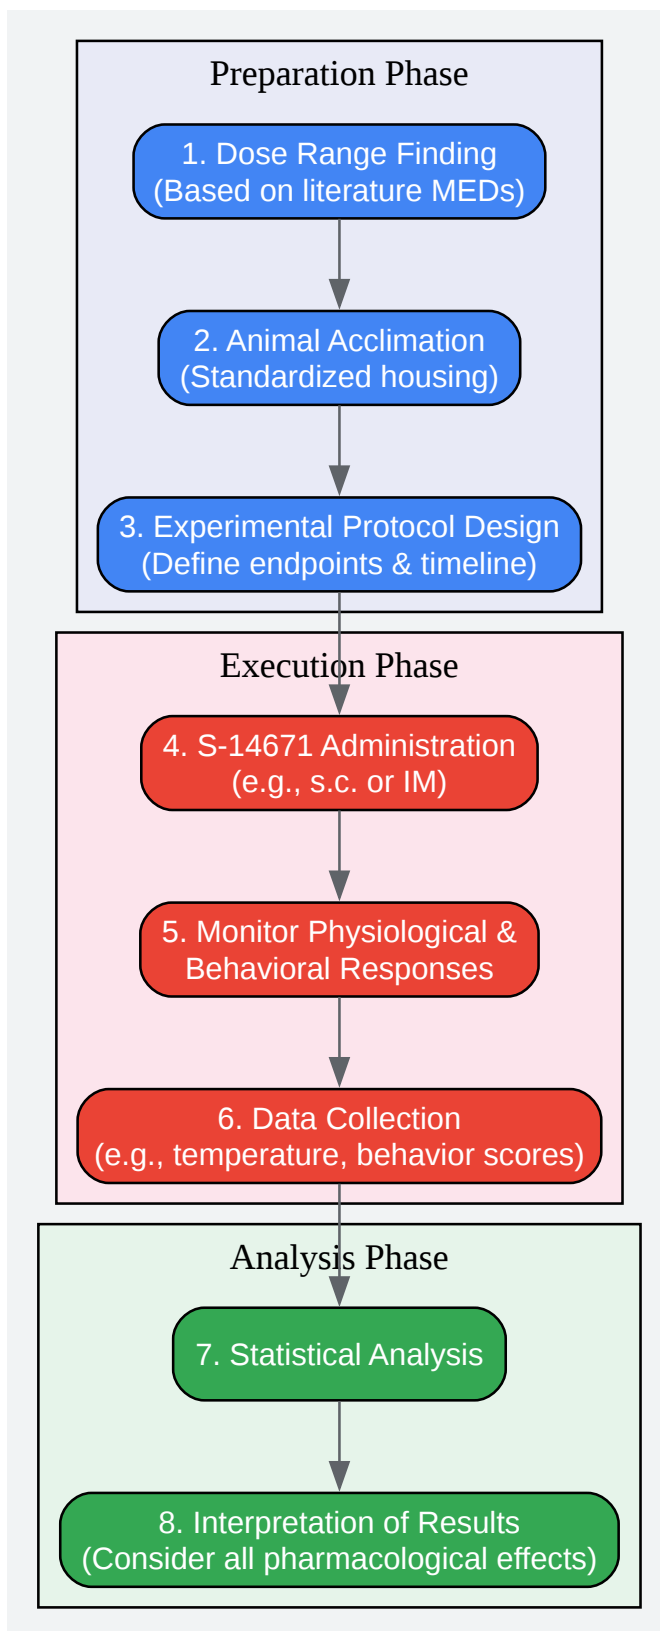 Preparation Phase
1. Dose Range Finding
(Based on literature MEDs)
2. Animal Acclimation
(Standardized housing)
3. Experimental Protocol Design
(Define endpoints & timeline)
Execution Phase
4. S-14671 Administration
(e.g., s.c. or IM)
5. Monitor Physiological &
Behavioral Responses
6. Data Collection
(e.g., temperature, behavior scores)
Analysis Phase
7. Statistical Analysis
8. Interpretation of Results
(Consider all pharmacological effects)